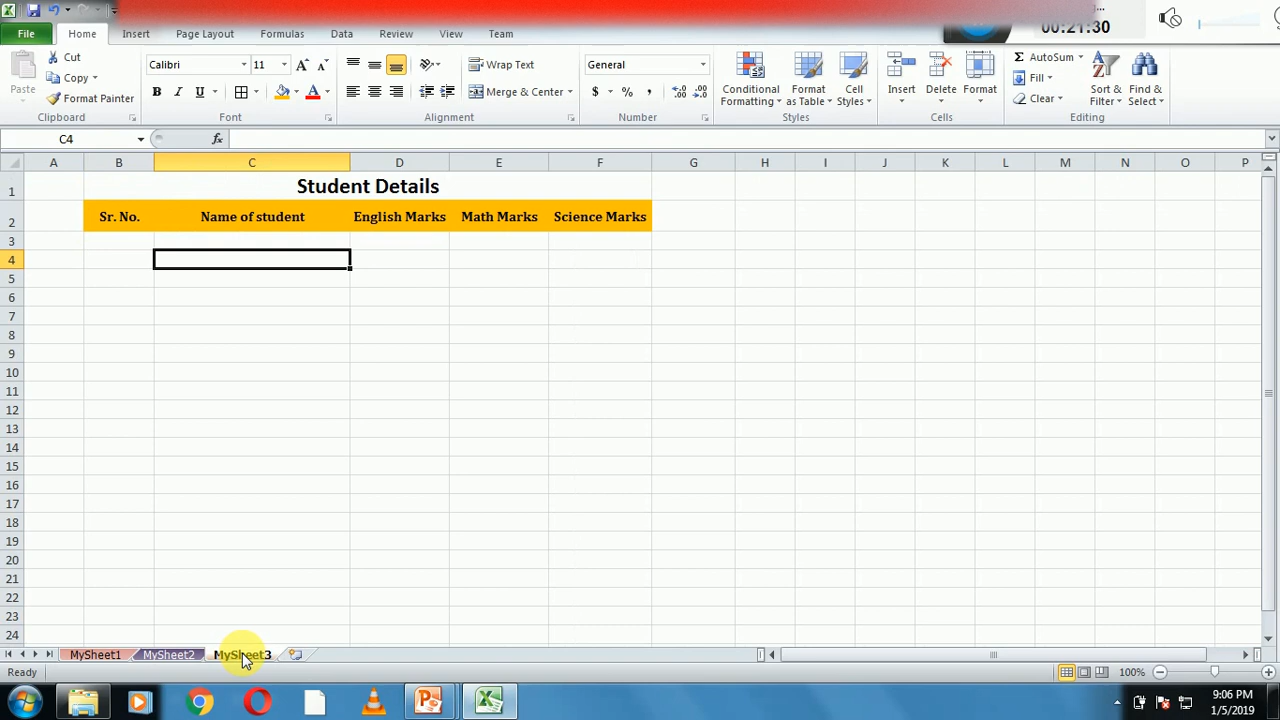 00:21:30
File Home Insert Page Layout Formulas Data Review View Team
Cut
Copy
Format Painter
Paste
Clipboard
Calibri 11
B I U
Font
Wrap Text
Merge & Center
Alignment
General
$ % ,
Number
Conditional Formatting
Format as Table
Cell Styles
Styles
Insert Delete Format
Cells
AutoSum
Fill
Clear
Sort & Filter
Find & Select
Editing
C4 fx
A B C D E F G H I J K L M N O P
1 Student Details
2 Sr. No. Name of student English Marks Math Marks Science Marks
3
4
5
6
7
8
9
10
11
12
13
14
15
16
17
18
19
20
21
22
23
24
MySheet1 MySheet2 MySheet3
Ready 100%
9:06 PM
1/5/2019